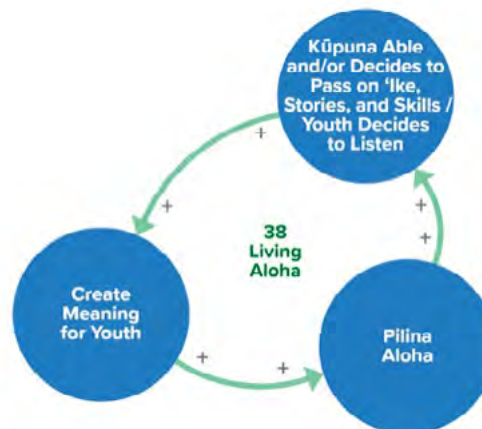 Kūpuna Able
and/or Decides to
Pass on ‘Ike,
Stories, and Skills /
Youth Decides
to Listen
+
+
+
+
38
Living
Aloha
Create
Meaning
for Youth
Pilina
Aloha
+
+